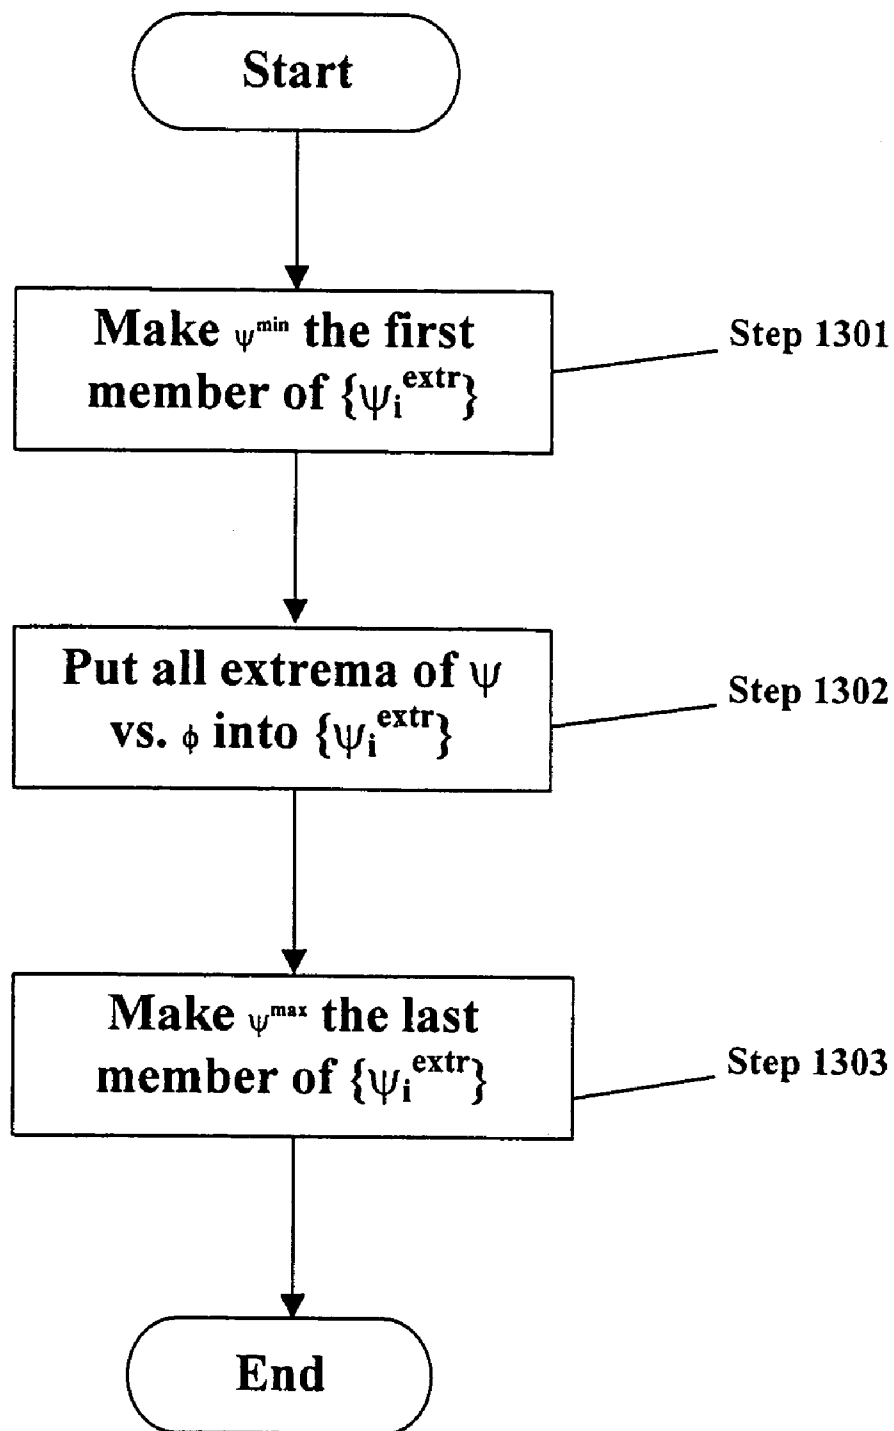 Start
Make ψ^min the first
member of {ψ_i^extr}
Step 1301
Put all extrema of ψ
vs. ϕ into {ψ_i^extr}
Step 1302
Make ψ^max the last
member of {ψ_i^extr}
Step 1303
End